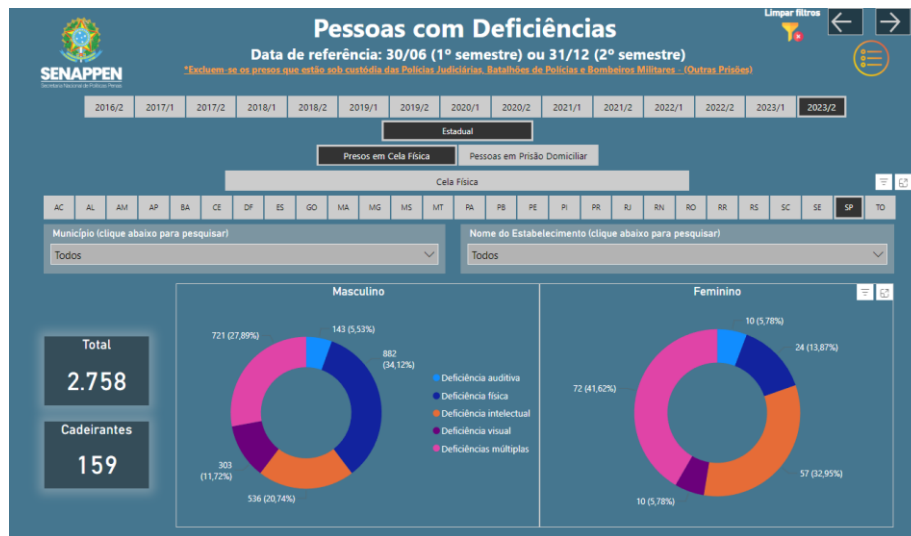 Pessoas com Deficiências
Limpar filtros
Data de referência: 30/06 (1º semestre) ou 31/12 (2º semestre)
*Excluem-se os presos que estão sob custódia das Polícias Judiciárias, Batalhões de Polícias e Bombeiros Militares - (Outras Prisões)
SENAPPEN
Secretaria Nacional de Políticas Penais
2016/2 2017/1 2017/2 2018/1 2018/2 2019/1 2019/2 2020/1 2020/2 2021/1 2021/2 2022/1 2022/2 2023/1 2023/2
Estadual
Presos em Cela Física Pessoas em Prisão Domiciliar
Cela Física
AC AL AM AP BA CE DF ES GO MA MG MS MT PA PB PE PI PR RJ RN RO RR RS SC SE SP TO
Município (clique abaixo para pesquisar)
Todos
Nome do Estabelecimento (clique abaixo para pesquisar)
Todos
Total
2.758
Cadeirantes
159
Masculino
721 (27,89%)
143 (5,53%)
882
(34,12%)
303
(11,72%)
536 (20,74%)
Deficiência auditiva
Deficiência física
Deficiência intelectual
Deficiência visual
Deficiências múltiplas
Feminino
10 (5,78%)
24 (13,87%)
72 (41,62%)
57 (32,95%)
10 (5,78%)